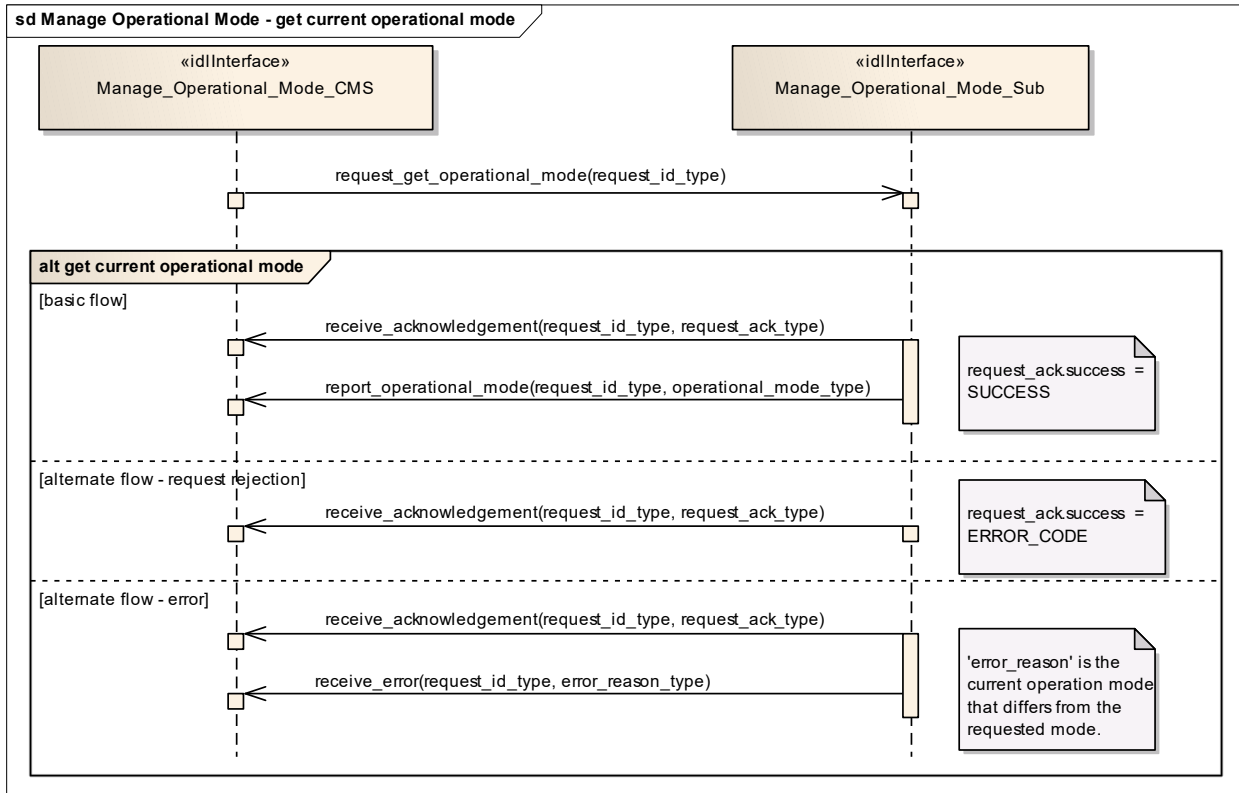 sd Manage Operational Mode - get current operational mode
«idlInterface»
Manage_Operational_Mode_CMS
«idlInterface»
Manage_Operational_Mode_Sub
request_get_operational_mode(request_id_type)
alt get current operational mode
[basic flow]
receive_acknowledgement(request_id_type, request_ack_type)
request_ack.success =
SUCCESS
report_operational_mode(request_id_type, operational_mode_type)
[alternate flow - request rejection]
receive_acknowledgement(request_id_type, request_ack_type)
request_ack.success =
ERROR_CODE
[alternate flow - error]
receive_acknowledgement(request_id_type, request_ack_type)
receive_error(request_id_type, error_reason_type)
'error_reason' is the
current operation mode
that differs from the
requested mode.